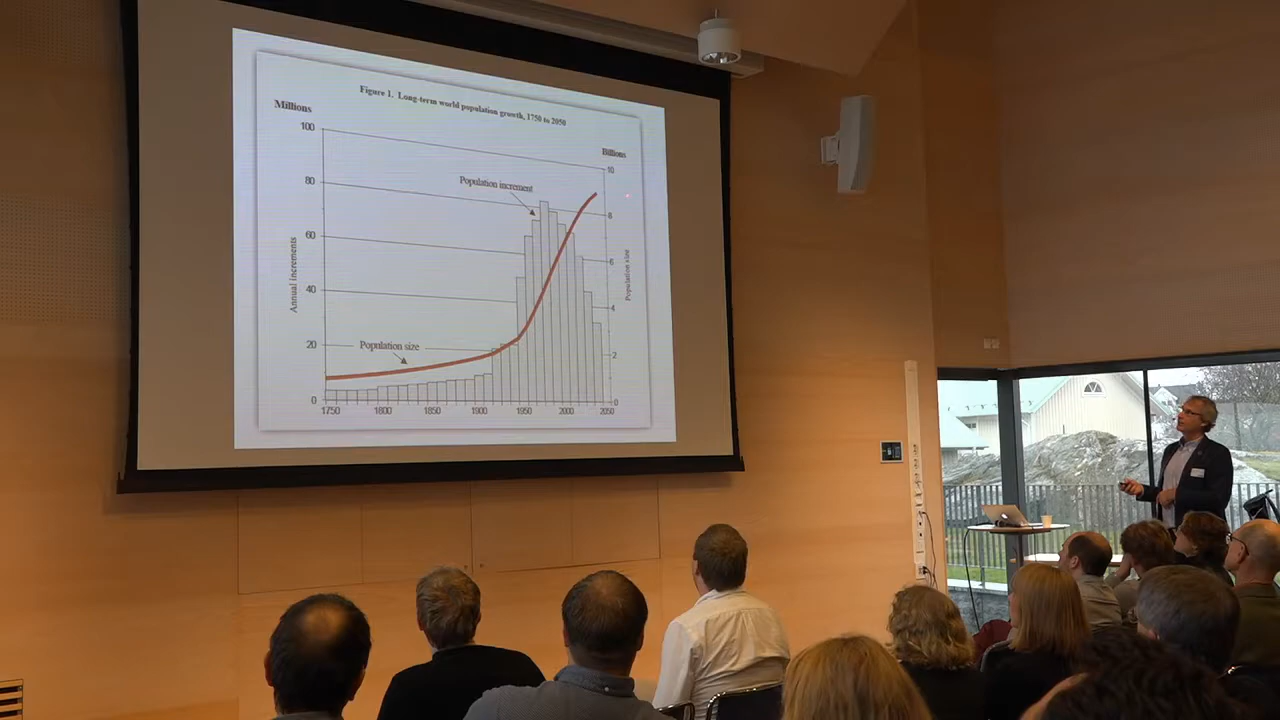 Figure 1. Long-term world population growth, 1750 to 2050
Millions
Billions
100
80
60
40
20
0
10
8
6
4
2
0
Population increment
Annual increments
Population size
Population size
1750 1800 1850 1900 1950 2000 2050